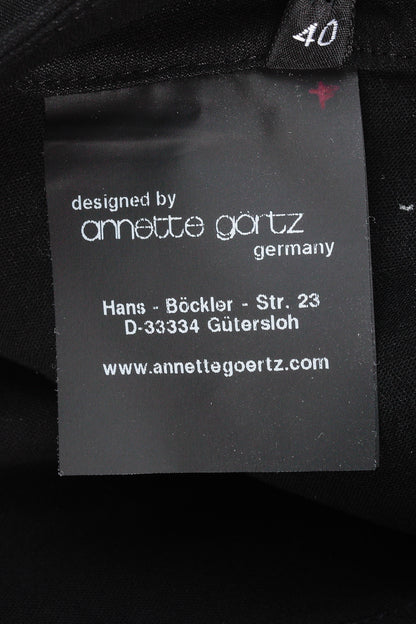 40
designed by
annette görtz
germany
Hans - Böckler - Str. 23
D-33334 Gütersloh
www.annettegoertz.com